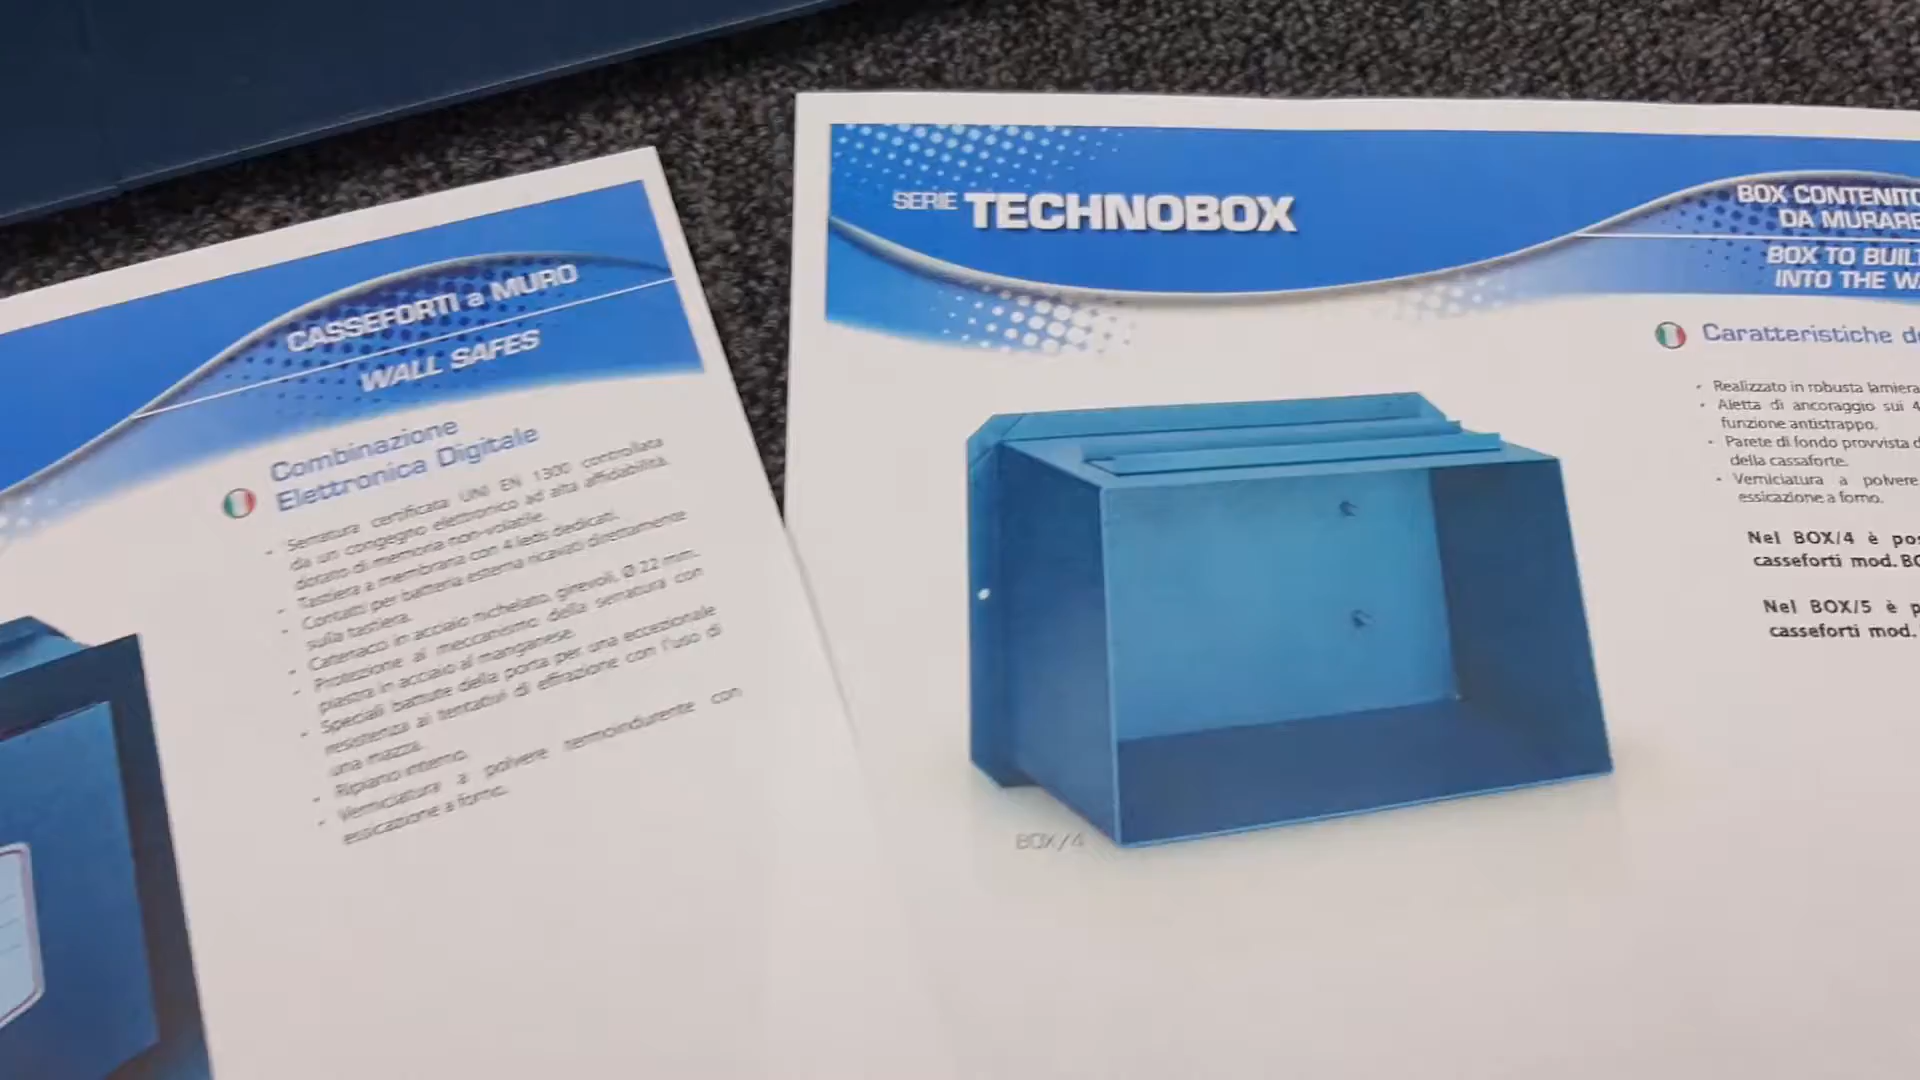 CASSEFORTI a MURO
WALL SAFES
Combinazione
Elettronica Digitale
- Serratura certificata UNI EN 1300 controllata
da un congegno elettronico ad alta affidabilità,
dotato di memoria non-volatile.
- Tastiera a membrana con 4 leds dedicati.
- Contatti per batteria esterna ricavati direttamente
sulla tastiera.
- Catenacci in acciaio nichelato, girevoli, Ø 22 mm.
- Protezione al meccanismo della serratura con
piastra in acciaio al manganese.
- Speciali battute della porta per una eccezionale
resistenza ai tentativi di effrazione con l'uso di
una mazza.
- Ripiano interno.
- Verniciatura a polvere termoindurente con
essicazione a forno.
SERIE TECHNOBOX
BOX CONTENITO
DA MURARE
BOX TO BUILT
INTO THE W
Caratteristiche de
- Realizzato in robusta lamiera
- Aletta di ancoraggio sui 4
funzione antistrappo.
- Parete di fondo provvista d
della cassaforte.
- Verniciatura a polvere
essicazione a forno.
Nel BOX/4 è pos
casseforti mod. BO
Nel BOX/5 è p
casseforti mod.
BOX/4